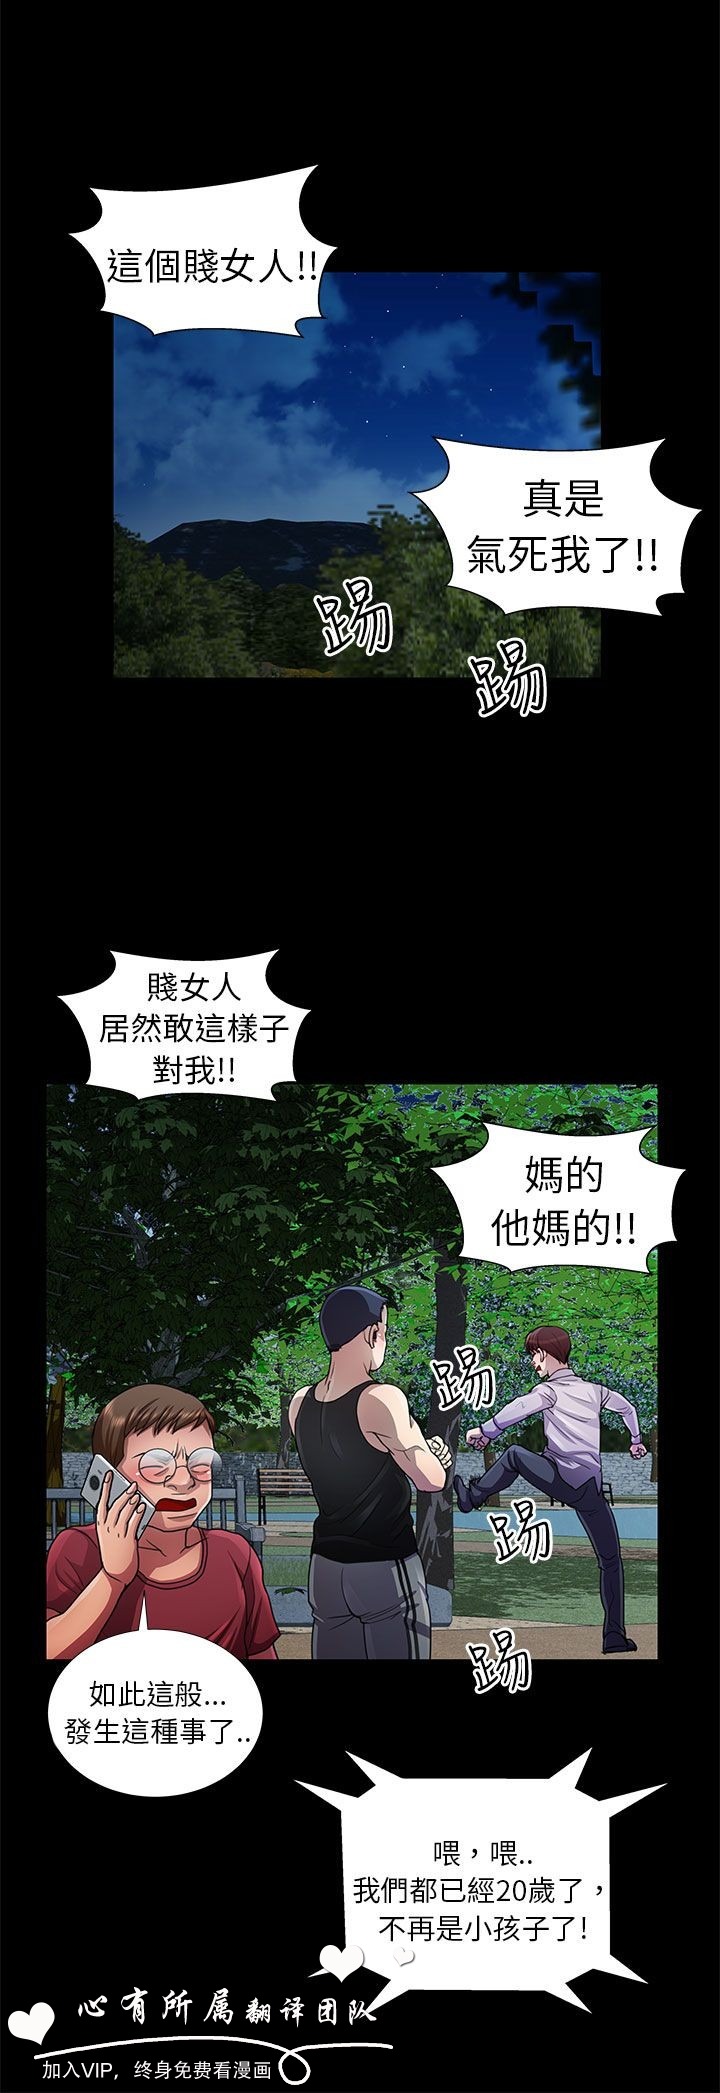 這個賤女人!!
真是
氣死我了!!
踢
踢
賤女人
居然敢這樣子
對我!!
媽的
他媽的!!
踢
踢
踢
如此這般...
發生這種事了..
喂，喂..
我們都已經20歲了，
不再是小孩子了!
心有所属翻译团队
加入VIP，终身免费看漫画